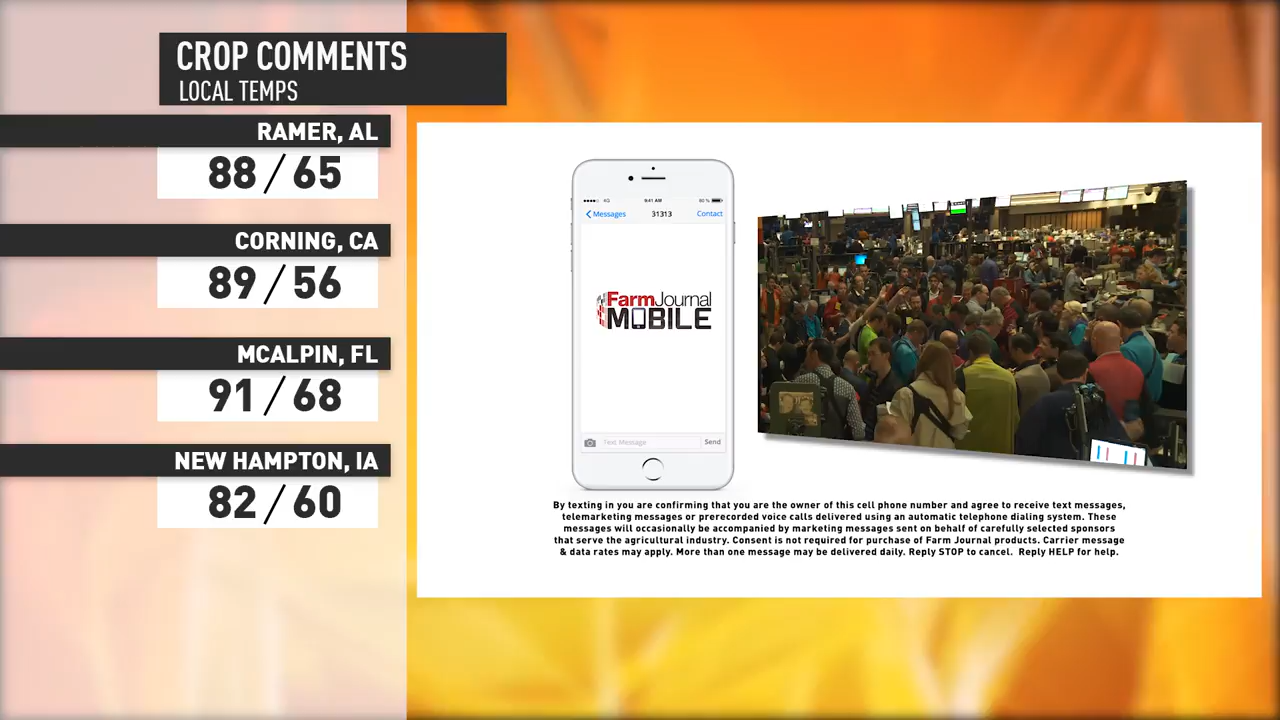 CROP COMMENTS
LOCAL TEMPS
RAMER, AL
88 / 65
CORNING, CA
89 / 56
MCALPIN, FL
91 / 68
NEW HAMPTON, IA
82 / 60
4G 9:41 AM 80 %
Messages 31313 Contact
FarmJournal
MOBILE
Text Message Send
By texting in you are confirming that you are the owner of this cell phone number and agree to receive text messages,
telemarketing messages or prerecorded voice calls delivered using an automatic telephone dialing system. These
messages will occasionally be accompanied by marketing messages sent on behalf of carefully selected sponsors
that serve the agricultural industry. Consent is not required for purchase of Farm Journal products. Carrier message
& data rates may apply. More than one message may be delivered daily. Reply STOP to cancel. Reply HELP for help.